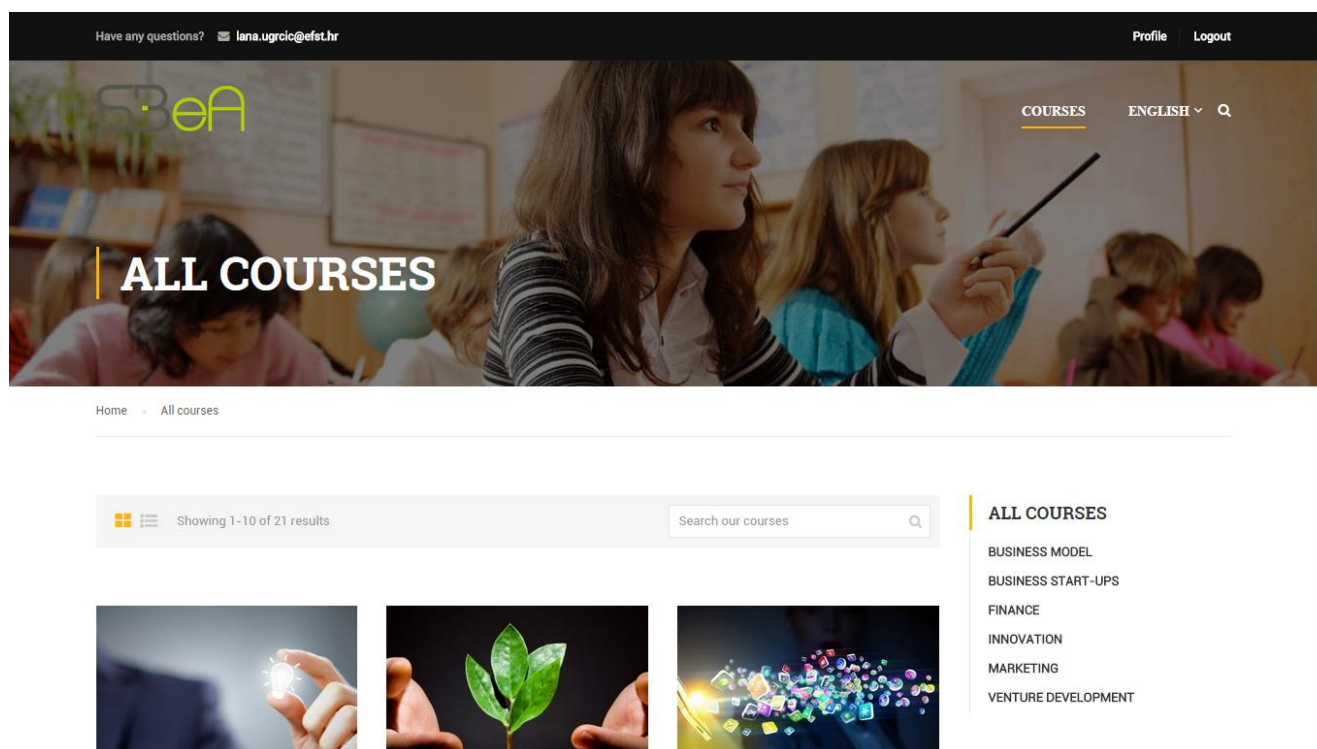 Have any questions? lana.ugrcic@efst.hr
Profile Logout
SBeA
COURSES ENGLISH
ALL COURSES
Home All courses
Showing 1-10 of 21 results
Search our courses
ALL COURSES
BUSINESS MODEL
BUSINESS START-UPS
FINANCE
INNOVATION
MARKETING
VENTURE DEVELOPMENT